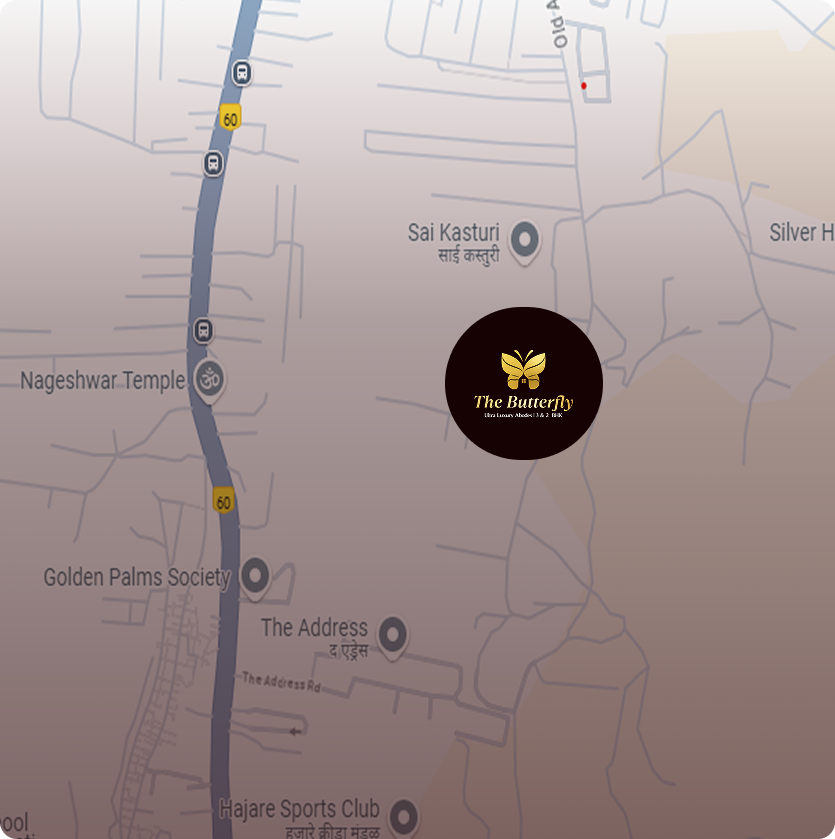 Old-A
60
Sai Kasturi
साई कस्तुरी
Silver H
Nageshwar Temple
ॐ
The Butterfly
Ultra Luxury Abodes | 3 & 2 BHK
60
Golden Palms Society
The Address
द एड्रेस
The Address Rd
Hajare Sports Club
हजारे क्रीडा मंडळ
ool